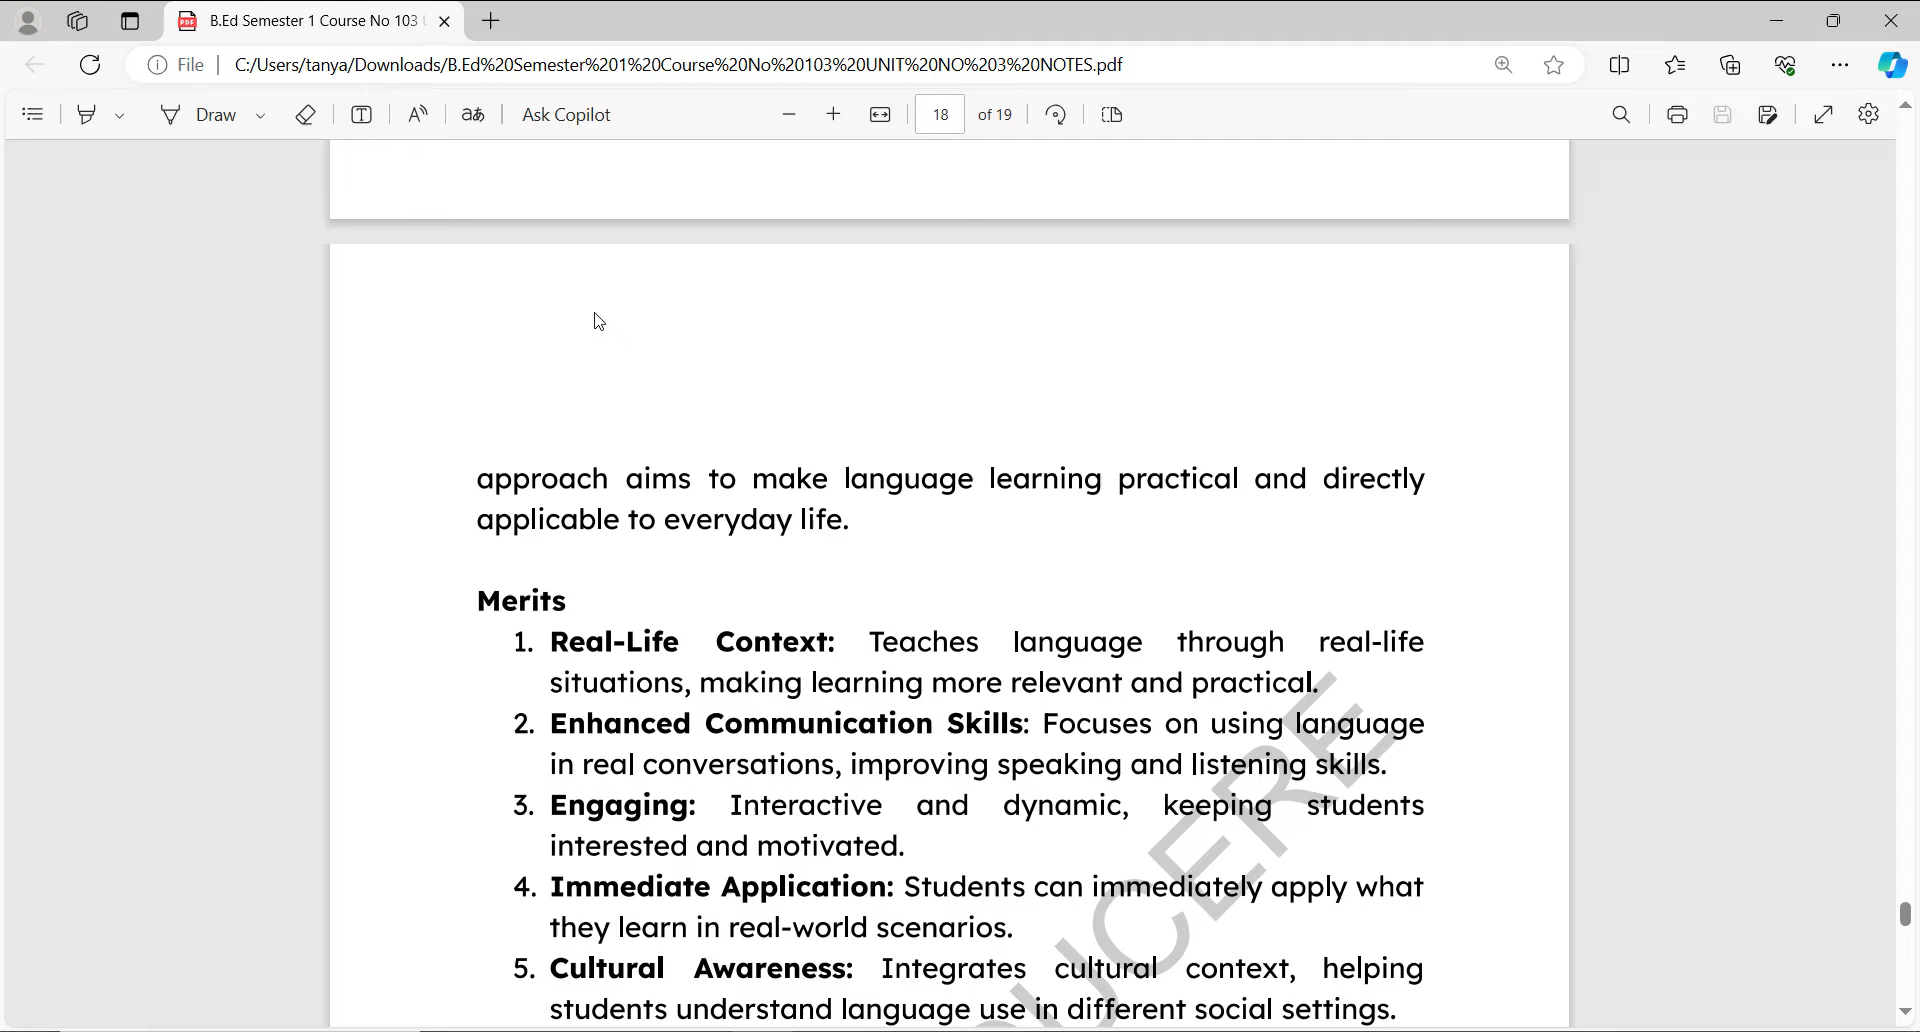 B.Ed Semester 1 Course No 103
File
C:/Users/tanya/Downloads/B.Ed%20Semester%201%20Course%20No%20103%20UNIT%20NO%203%20NOTES.pdf
Draw
Ask Copilot
18 of 19
approach aims to make language learning practical and directly
applicable to everyday life.
Merits
1. Real-Life Context: Teaches language through real-life
situations, making learning more relevant and practical.
2. Enhanced Communication Skills: Focuses on using language
in real conversations, improving speaking and listening skills.
3. Engaging: Interactive and dynamic, keeping students
interested and motivated.
4. Immediate Application: Students can immediately apply what
they learn in real-world scenarios.
5. Cultural Awareness: Integrates cultural context, helping
students understand language use in different social settings.
UCERE